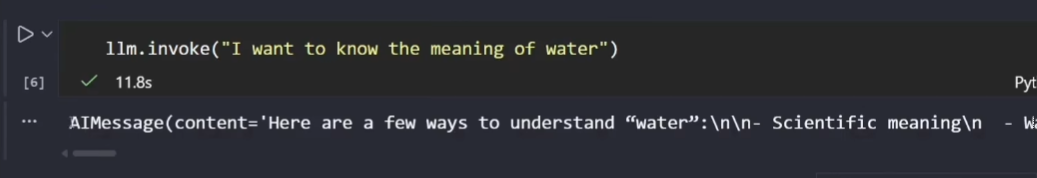 llm.invoke("I want to know the meaning of water")
[6]
11.8s
Pyt
... AIMessage(content='Here are a few ways to understand “water”:\n\n- Scientific meaning\n  - Wa